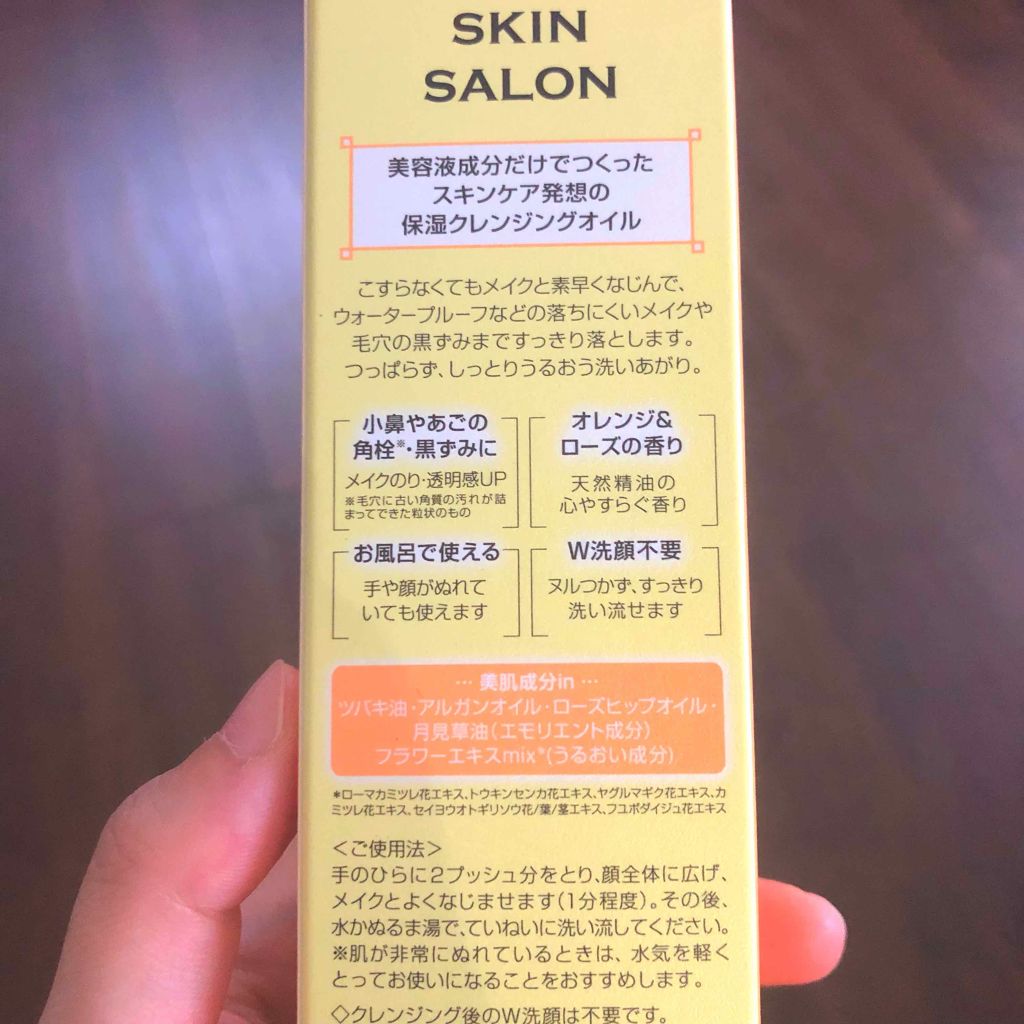 SKIN
SALON
美容液成分だけでつくった
スキンケア発想の
保湿クレンジングオイル
こすらなくてもメイクと素早くなじんで、
ウォータープルーフなどの落ちにくいメイクや
毛穴の黒ずみまですっきり落とします。
つっぱらず、しっとりうるおう洗いあがり。
小鼻やあごの
角栓※・黒ずみに
メイクのり・透明感UP
※毛穴に古い角質の汚れが詰
まってできた粒状のもの
オレンジ&
ローズの香り
天然精油の
心やすらぐ香り
お風呂で使える
手や顔がぬれて
いても使えます
W洗顔不要
ヌルつかず、すっきり
洗い流せます
… 美肌成分in …
ツバキ油・アルガンオイル・ローズヒップオイル・
月見草油(エモリエント成分)
フラワーエキスmix*(うるおい成分)
*ローマカミツレ花エキス、トウキンセンカ花エキス、ヤグルマギク花エキス、カ
ミツレ花エキス、セイヨウオトギリソウ花/葉/茎エキス、フユボダイジュ花エキス
<ご使用法>
手のひらに2プッシュ分をとり、顔全体に広げ、
メイクとよくなじませます(1分程度)。その後、
水かぬるま湯で、ていねいに洗い流してください。
※肌が非常にぬれているときは、水気を軽く
とってお使いになることをおすすめします。
◇クレンジング後のW洗顔は不要です。